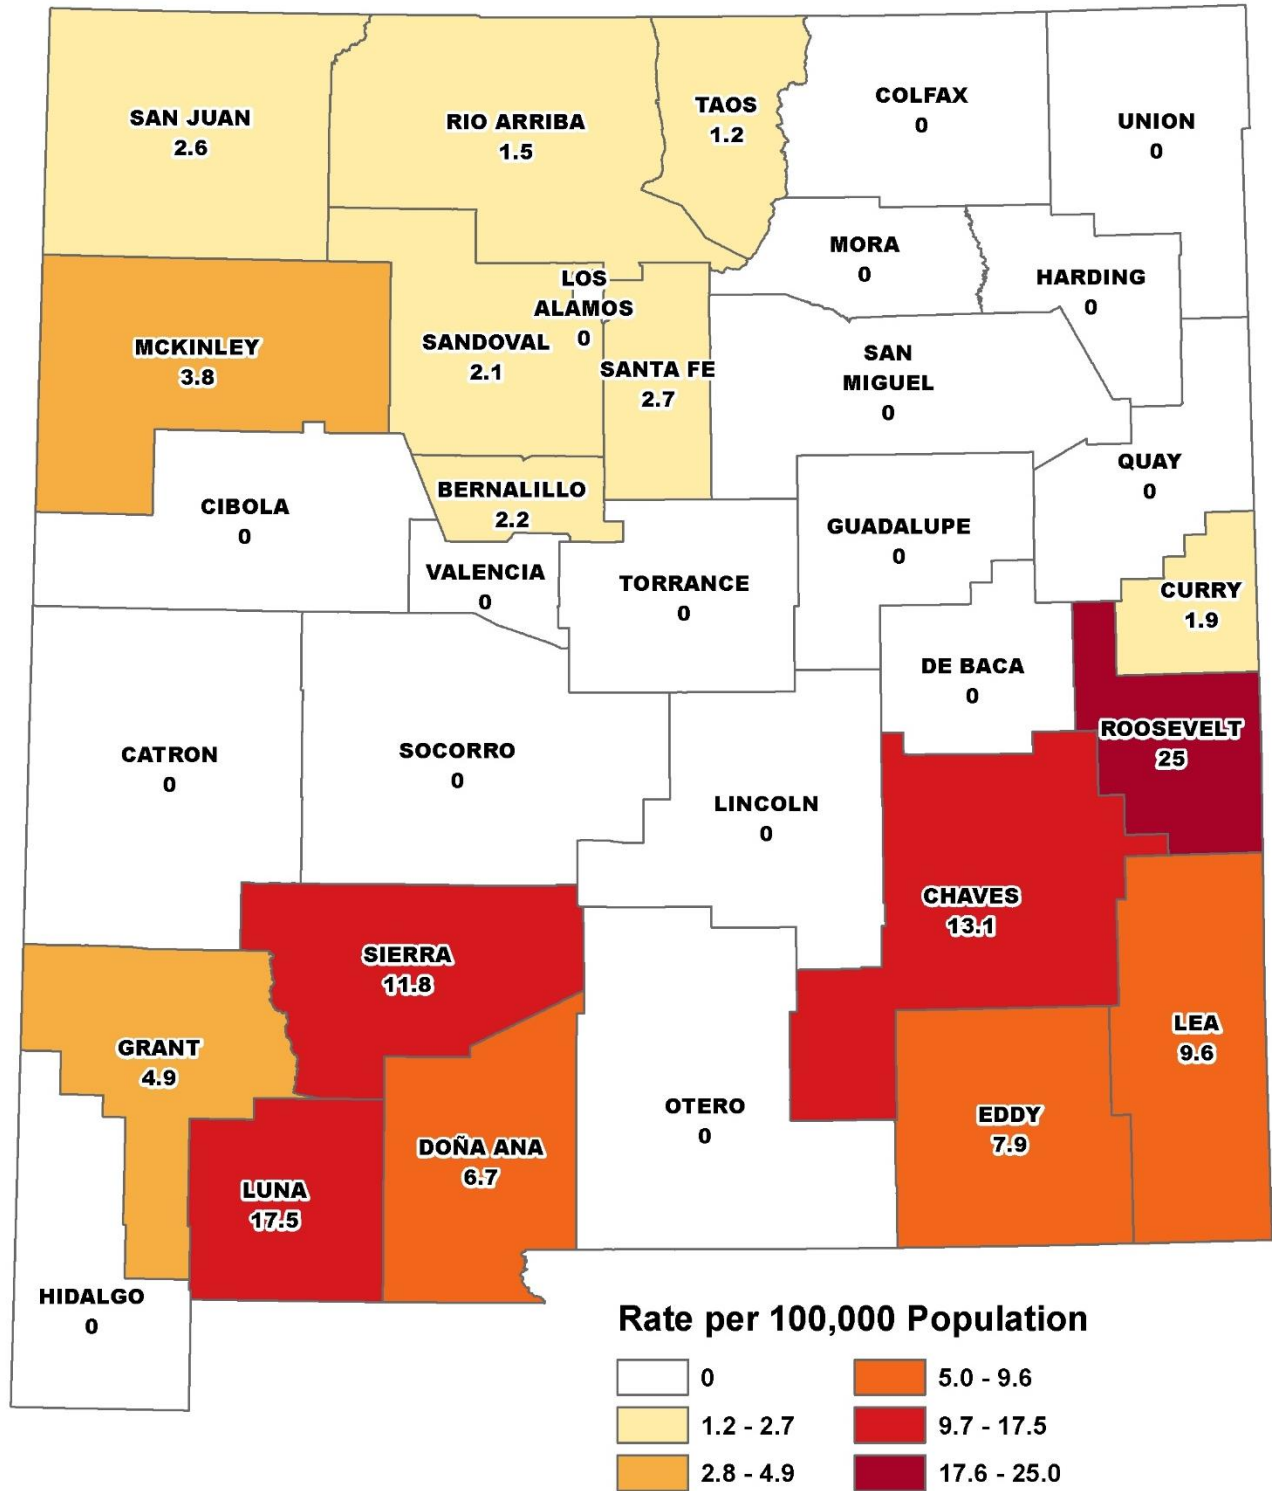 SAN JUAN
2.6
RIO ARRIBA
1.5
TAOS
1.2
COLFAX
0
UNION
0
MORA
0
HARDING
0
LOS
ALAMOS
0
MCKINLEY
3.8
SANDOVAL
2.1
SANTA FE
2.7
SAN
MIGUEL
0
QUAY
0
CIBOLA
0
BERNALILLO
2.2
GUADALUPE
0
VALENCIA
0
TORRANCE
0
CURRY
1.9
DE BACA
0
CATRON
0
SOCORRO
0
ROOSEVELT
25
LINCOLN
0
CHAVES
13.1
SIERRA
11.8
GRANT
4.9
LEA
9.6
OTERO
0
EDDY
7.9
DOÑA ANA
6.7
LUNA
17.5
HIDALGO
0
Rate per 100,000 Population
0
1.2 - 2.7
2.8 - 4.9
5.0 - 9.6
9.7 - 17.5
17.6 - 25.0